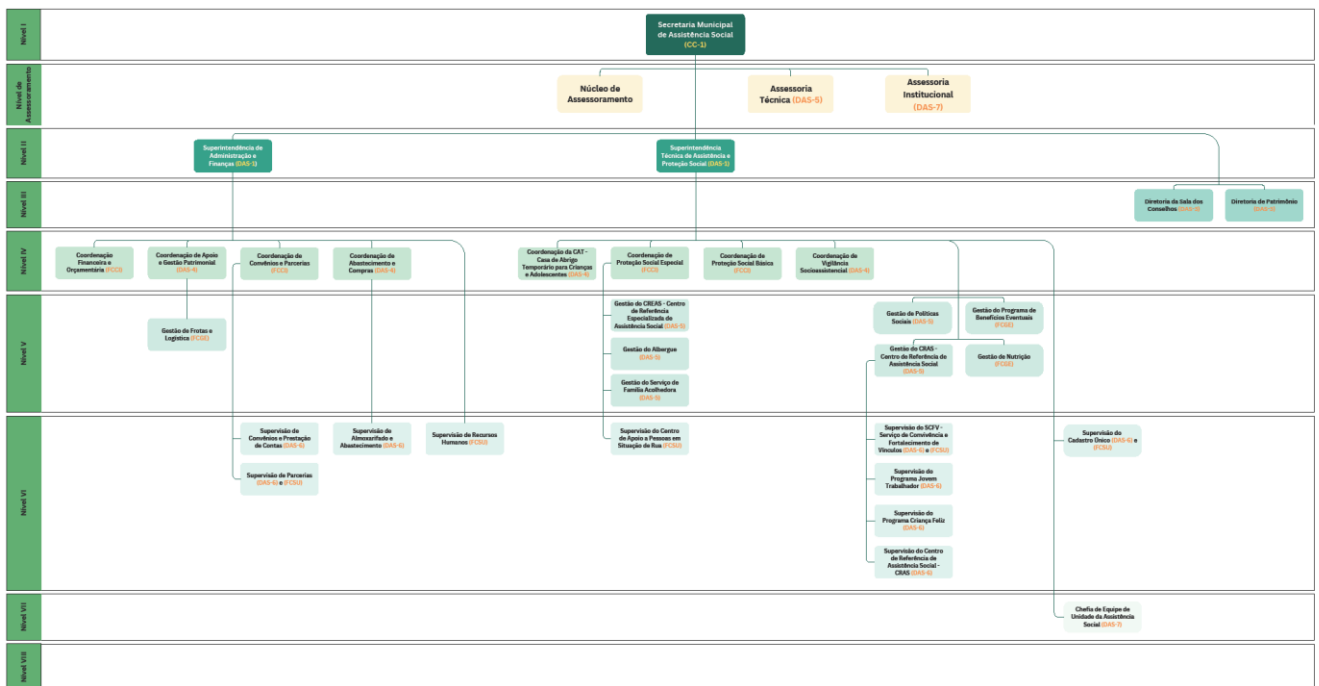 Nível I
Secretaria Municipal
de Assistência Social
(CC-1)
Nível de
Assessoramento
Núcleo de
Assessoramento
Assessoria
Técnica (DAS-5)
Assessoria
Institucional
(DAS-7)
Nível II
Superintendência de
Administração e
Finanças (DAS-1)
Superintendência
Técnica de Assistência e
Proteção Social (DAS-1)
Nível III
Diretoria da Sala dos
Conselhos
Diretoria de Patrimônio
Nível IV
Coordenação
Financeira e
Orçamentária (FCCI)
Coordenação de Apoio
e Gestão Patrimonial
(DAS-4)
Coordenação de
Convênios e Parcerias
(FCCI)
Coordenação de
Abastecimento e
Compras (DAS-4)
Coordenação da CAT -
Casa de Abrigo
Temporário para Crianças
e Adolescentes (DAS-4)
Coordenação de
Proteção Social Especial
(FCCI)
Coordenação de
Proteção Social Básica
(FCCI)
Coordenação de
Vigilância
Socioassistencial (DAS-4)
Nível V
Gestão de Frotas e
Logística (FCGE)
Gestão do CREAS - Centro
de Referência
Especializada de
Assistência Social (DAS-5)
Gestão do Albergue
(DAS-5)
Gestão do Serviço de
Família Acolhedora
(DAS-5)
Gestão de Políticas
Sociais (DAS-5)
Gestão do Programa de
Benefícios Eventuais
(FCGE)
Gestão do CRAS -
Centro de Referência de
Assistência Social
(DAS-5)
Gestão de Nutrição
(FCGE)
Nível VI
Supervisão de
Convênios e Prestação
de Contas (DAS-6)
Supervisão de Parcerias
(DAS-6) e (FCSU)
Supervisão de
Almoxarifado e
Abastecimento (DAS-6)
Supervisão de Recursos
Humanos (FCSU)
Supervisão do Centro
de Apoio a Pessoas em
Situação de Rua (FCSU)
Supervisão do SCFV -
Serviço de Convivência e
Fortalecimento de
Vínculos (DAS-6) e (FCSU)
Supervisão do
Programa Jovem
Trabalhador (DAS-6)
Supervisão do
Programa Criança Feliz
(DAS-6)
Supervisão do Centro
de Referência de
Assistência Social -
CRAS (DAS-6)
Supervisão do
Cadastro Único (DAS-6) e
(FCSU)
Nível VII
Chefia de Equipe de
Unidade da Assistência
Social (DAS-7)
Nível VIII